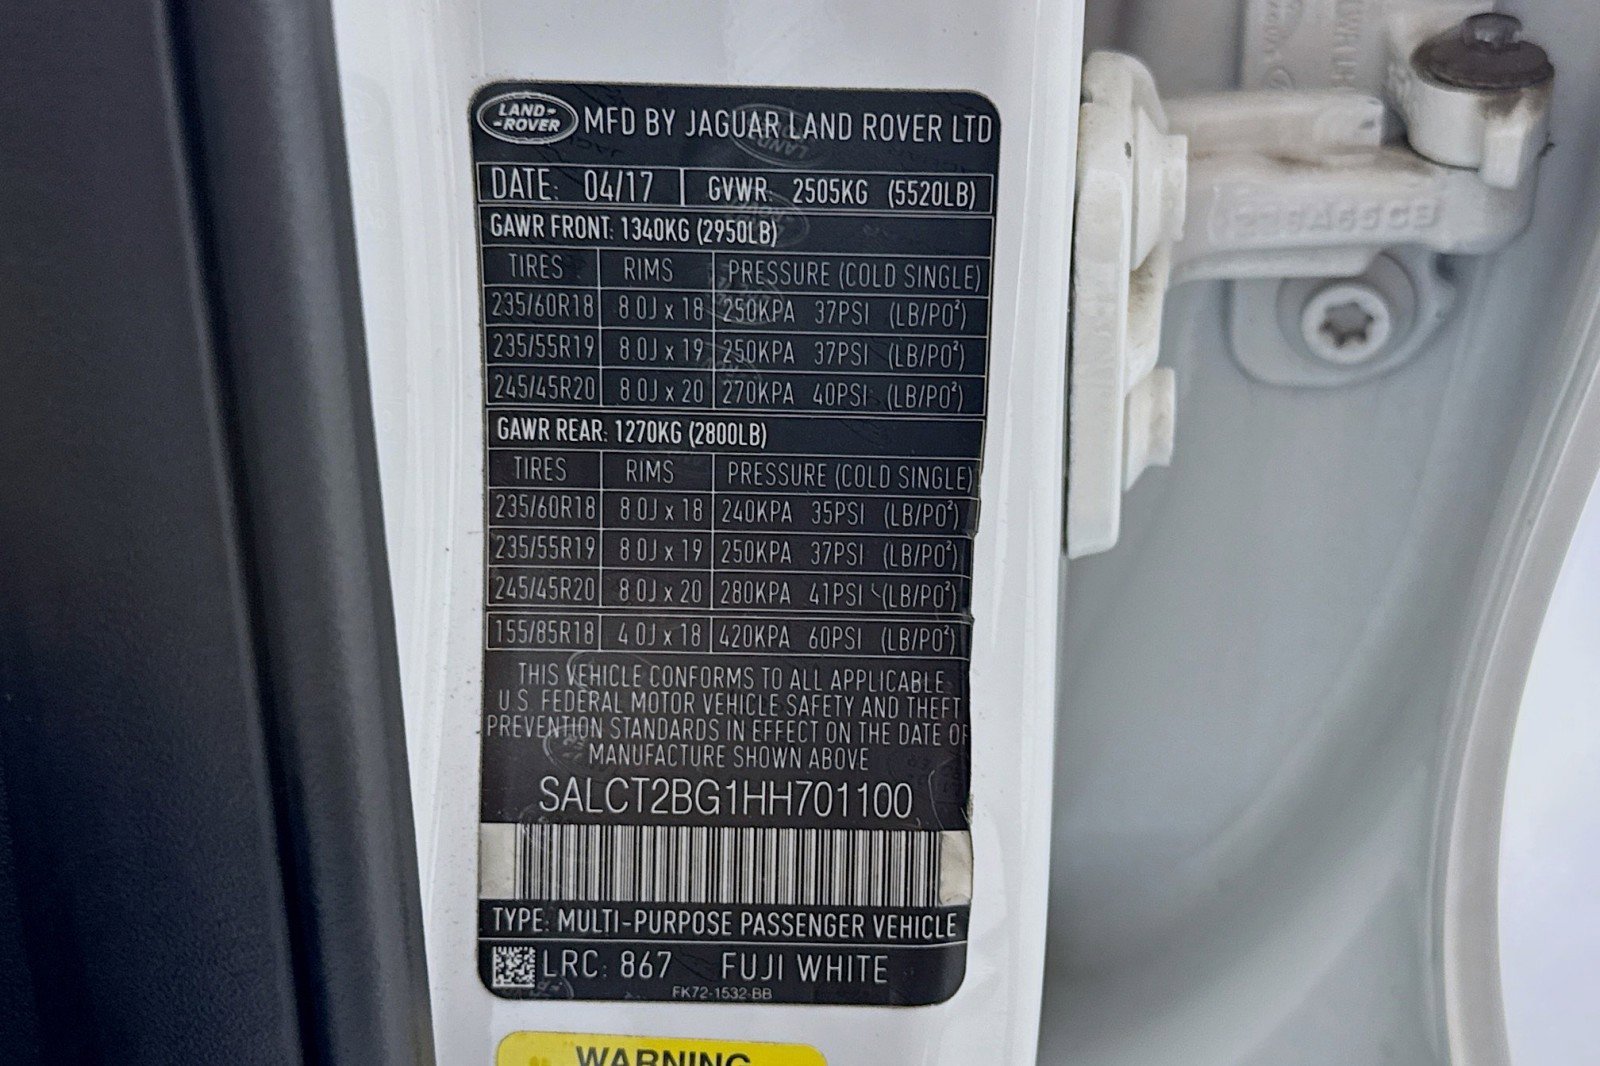 LAND-
-ROVER
MFD BY JAGUAR LAND ROVER LTD
DATE: 04/17 | GVWR: 2505KG (5520LB)
GAWR FRONT: 1340KG (2950LB)
TIRES RIMS PRESSURE (COLD SINGLE)
235/60R18 8.0J x 18 250KPA 37PSI (LB/PO²)
235/55R19 8.0J x 19 250KPA 37PSI (LB/PO²)
245/45R20 8.0J x 20 270KPA 40PSI (LB/PO²)
GAWR REAR: 1270KG (2800LB)
TIRES RIMS PRESSURE (COLD SINGLE)
235/60R18 8.0J x 18 240KPA 35PSI (LB/PO²)
235/55R19 8.0J x 19 250KPA 37PSI (LB/PO²)
245/45R20 8.0J x 20 280KPA 41PSI (LB/PO²)
155/85R18 4.0J x 18 420KPA 60PSI (LB/PO²)
THIS VEHICLE CONFORMS TO ALL APPLICABLE
U.S. FEDERAL MOTOR VEHICLE SAFETY AND THEFT
PREVENTION STANDARDS IN EFFECT ON THE DATE OF
MANUFACTURE SHOWN ABOVE
SALCT2BG1HH701100
TYPE: MULTI-PURPOSE PASSENGER VEHICLE
LRC: 867 FUJI WHITE
FK72-1532-BB
WARNING